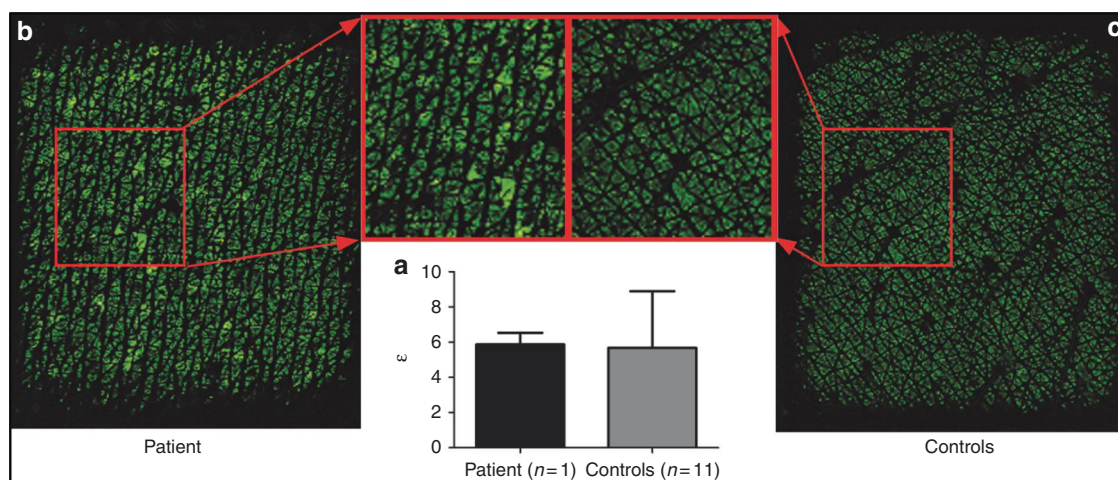 b
c
a
10
8
6
4
2
0
ε
Patient (n=1)
Controls (n=11)
Patient
Controls